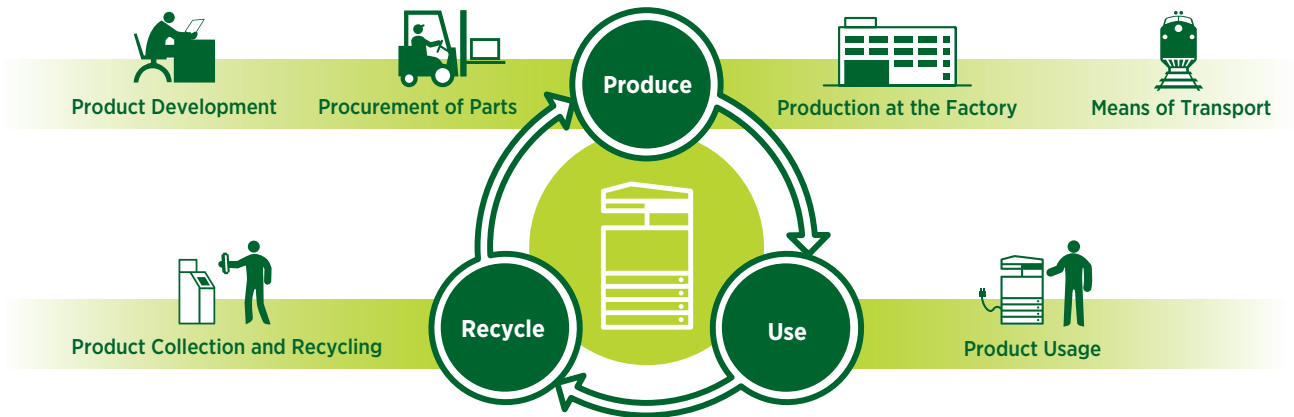 Produce
Product Development
Procurement of Parts
Production at the Factory
Means of Transport
Recycle
Use
Product Collection and Recycling
Product Usage